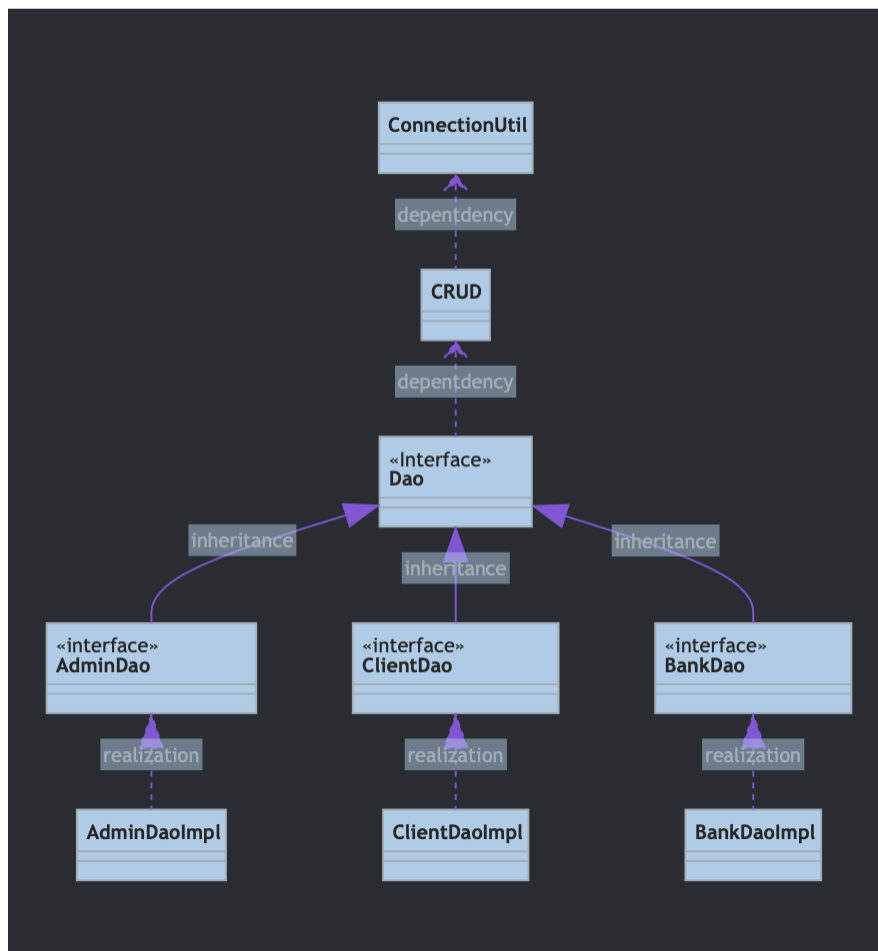 ConnectionUtil
depentdency
CRUD
depentdency
«Interface»
Dao
inheritance
inheritance
inheritance
«interface»
AdminDao
«interface»
ClientDao
«interface»
BankDao
realization
realization
realization
AdminDaoImpl
ClientDaoImpl
BankDaoImpl